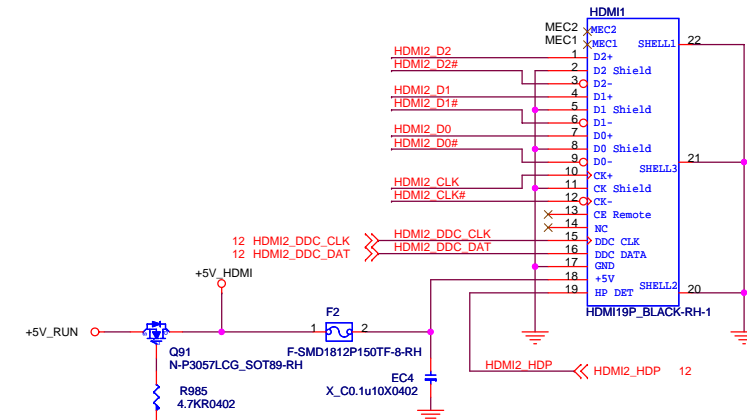 HDMI1
MEC2
MEC2
MEC1
MEC1
SHELL1
22
HDMI2_D2
1
D2+
HDMI2_D2#
2
D2 Shield
3
D2-
HDMI2_D1
4
D1+
HDMI2_D1#
5
D1 Shield
6
D1-
HDMI2_D0
7
D0+
HDMI2_D0#
8
D0 Shield
9
D0-
SHELL3
21
HDMI2_CLK
10
CK+
11
CK Shield
HDMI2_CLK#
12
CK-
13
CE Remote
14
NC
12 HDMI2_DDC_CLK
HDMI2_DDC_CLK
15
DDC CLK
12 HDMI2_DDC_DAT
HDMI2_DDC_DAT
16
DDC DATA
17
GND
18
+5V
SHELL2
20
19
HP DET
HDMI19P_BLACK-RH-1
+5V_HDMI
+5V_RUN
F2
1
2
F-SMD1812P150TF-8-RH
Q91
N-P3057LCG_SOT89-RH
R985
4.7KR0402
EC4
X_C0.1u10X0402
HDMI2_HDP
HDMI2_HDP 12